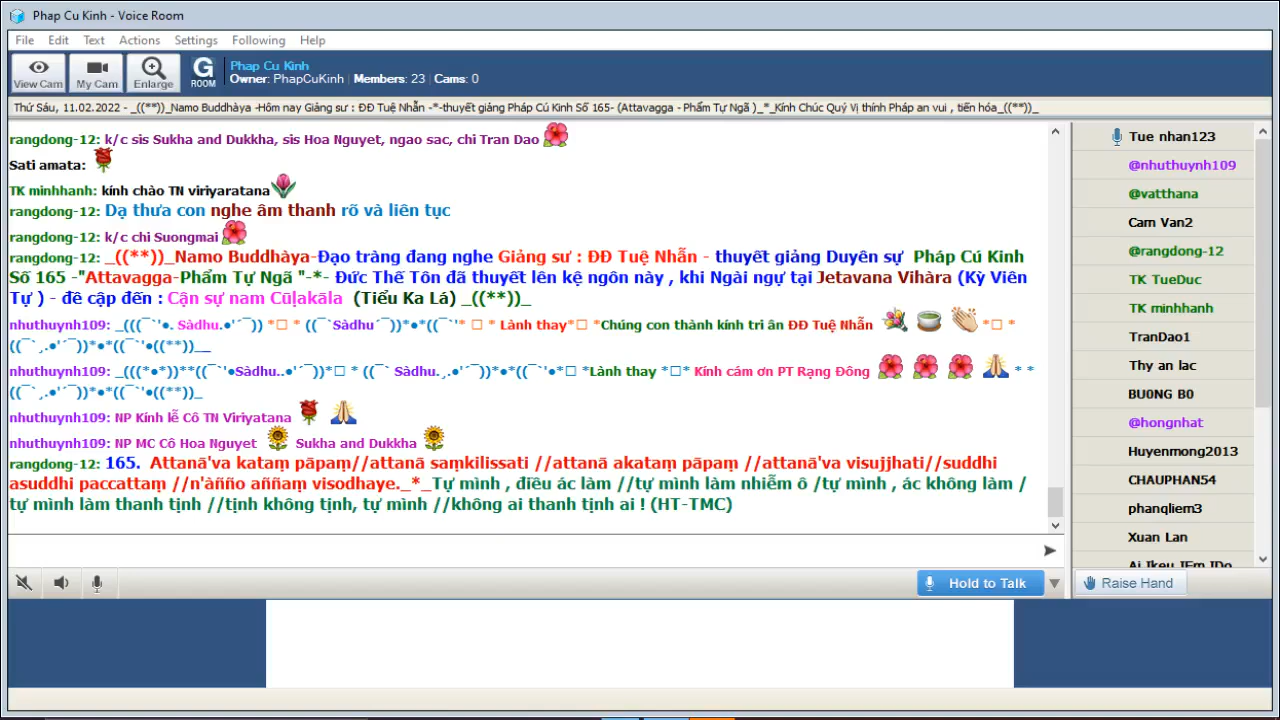 Phap Cu Kinh - Voice Room
File Edit Text Actions Settings Following Help
View Cam My Cam Enlarge G ROOM
Phap Cu Kinh
Owner: PhapCuKinh Members: 23 Cams: 0
Thứ Sáu, 11.02.2022 - _((**))_Namo Buddhàya -Hôm nay Giảng sư : ĐĐ Tuệ Nhẫn -*-thuyết giảng Pháp Cú Kinh Số 165- (Attavagga - Phẩm Tự Ngã )_*_Kính Chúc Quý Vị thính Pháp an vui , tiến hóa_((**))_
rangdong-12: k/c sis Sukha and Dukkha, sis Hoa Nguyet, ngao sac, chi Tran Dao
Sati amata:
TK minhhanh: kính chào TN viriyaratana
rangdong-12: Dạ thưa con nghe âm thanh rõ và liên tục
rangdong-12: k/c chi Suongmai
rangdong-12: _((**))_Namo Buddhàya-Đạo tràng đang nghe Giảng sư : ĐĐ Tuệ Nhẫn - thuyết giảng Duyên sự Pháp Cú Kinh
Số 165 -"Attavagga-Phẩm Tự Ngã "-*- Đức Thế Tôn đã thuyết lên kệ ngôn này , khi Ngài ngự tại Jetavana Vihàra (Kỳ Viên
Tự ) - đề cập đến : Cận sự nam Cūḷakāla (Tiểu Ka Lá) _((**))_
nhuthuynh109: _(((¯`'•. Sàdhu.•'´¯)) *□ * ((¯`Sàdhu´¯))*•*((¯`'* □ * Lành thay*□ *Chúng con thành kính tri ân ĐĐ Tuệ Nhẫn *□ *
((¯`¸.•'´¯))*•*((¯`'•((**))__
nhuthuynh109: _(((*•*))**((¯`'•Sàdhu..•'´¯))*□ * ((¯` Sàdhu.¸.•'´¯))*•*((¯`'•*□ *Lành thay *□* Kính cám ơn PT Rạng Đông * *
((¯`¸.•'´¯))*•*((¯`'•((**))_
nhuthuynh109: NP Kính lễ Cô TN Viriyatana
nhuthuynh109: NP MC Cô Hoa Nguyet Sukha and Dukkha
rangdong-12: 165. Attanā'va kataṃ pāpaṃ//attanā saṃkilissati //attanā akataṃ pāpaṃ //attanā'va visujjhati//suddhi
asuddhi paccattaṃ //n'àñño aññaṃ visodhaye._*_Tự mình , điều ác làm //tự mình làm nhiễm ô /tự mình , ác không làm /
tự mình làm thanh tịnh //tịnh không tịnh, tự mình //không ai thanh tịnh ai ! (HT-TMC)
Hold to Talk
Tue nhan123
@nhuthuynh109
@vatthana
Cam Van2
@rangdong-12
TK TueDuc
TK minhhanh
TranDao1
Thy an lac
BU0NG B0
@hongnhat
Huyenmong2013
CHAUPHAN54
phanqliem3
Xuan Lan
Raise Hand